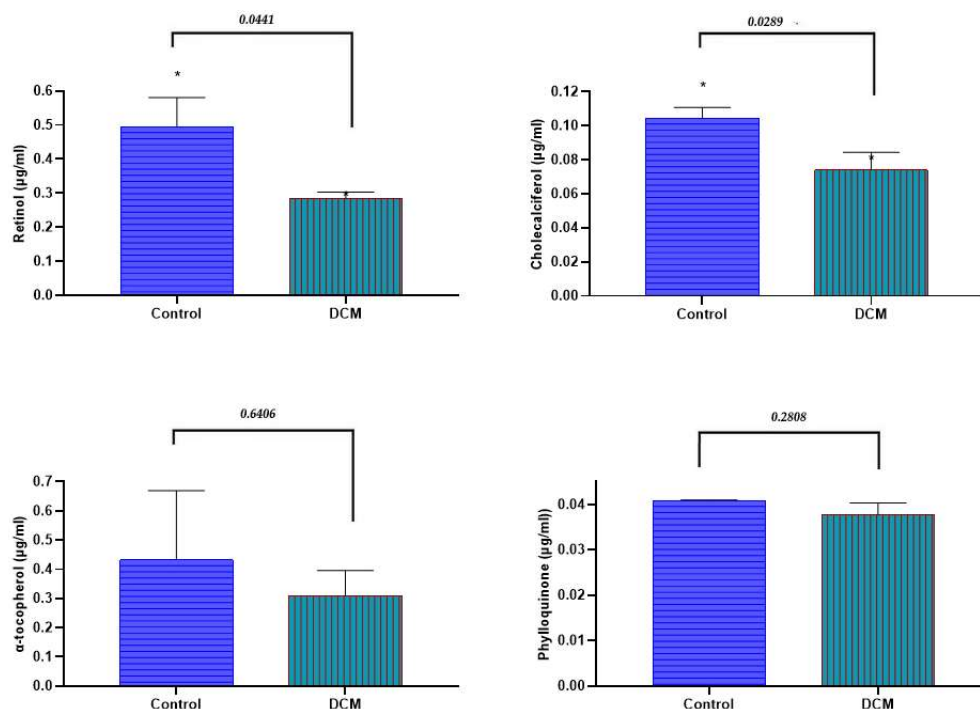 0.0441
*
0.6
0.5
0.4
0.3
0.2
0.1
0.0
Retinol (µg/ml)
*
Control
DCM
0.0289
*
0.12
0.10
0.08
0.06
0.04
0.02
0.00
Cholecalciferol (µg/ml)
*
Control
DCM
0.6406
0.7
0.6
0.5
0.4
0.3
0.2
0.1
0.0
α-tocopherol (µg/ml)
Control
DCM
0.2808
0.04
0.03
0.02
0.01
0.00
Phylloquinone (µg/ml))
Control
DCM